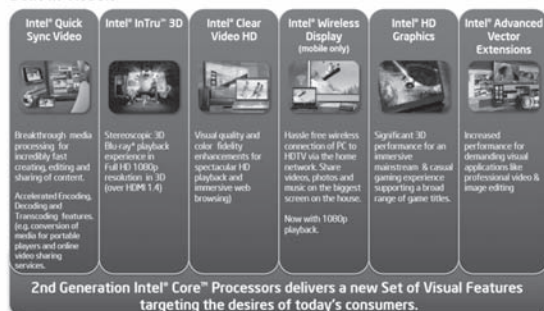 Intel® Quick
Sync Video
Breakthrough media
processing for
incredibly fast
creating, editing and
sharing of content.
Accelerated Encoding,
Decoding and
Transcoding features.
(e.g. conversion of
media for portable
players and online
video sharing
services.
Intel® InTru™ 3D
Stereoscopic 3D
Blu-ray* playback
experience in
Full HD 1080p
resolution in 3D
(over HDMI 1.4)
Intel® Clear
Video HD
Visual quality and
color fidelity
enhancements for
spectacular HD
playback and
immersive web
browsing)
Intel® Wireless
Display
(mobile only)
Hassle free wireless
connection of PC to
HDTV via the home
network. Share
videos, photos and
music on the biggest
screen on the house.
Now with 1080p
playback.
Intel® HD
Graphics
Significant 3D
performance for an
immersive
mainstream & casual
gaming experience
supporting a broad
range of game titles.
Intel® Advanced
Vector
Extensions
Increased
performance for
demanding visual
applications like
professional video &
image editing
2nd Generation Intel® Core™ Processors delivers a new Set of Visual Features
targeting the desires of today's consumers.